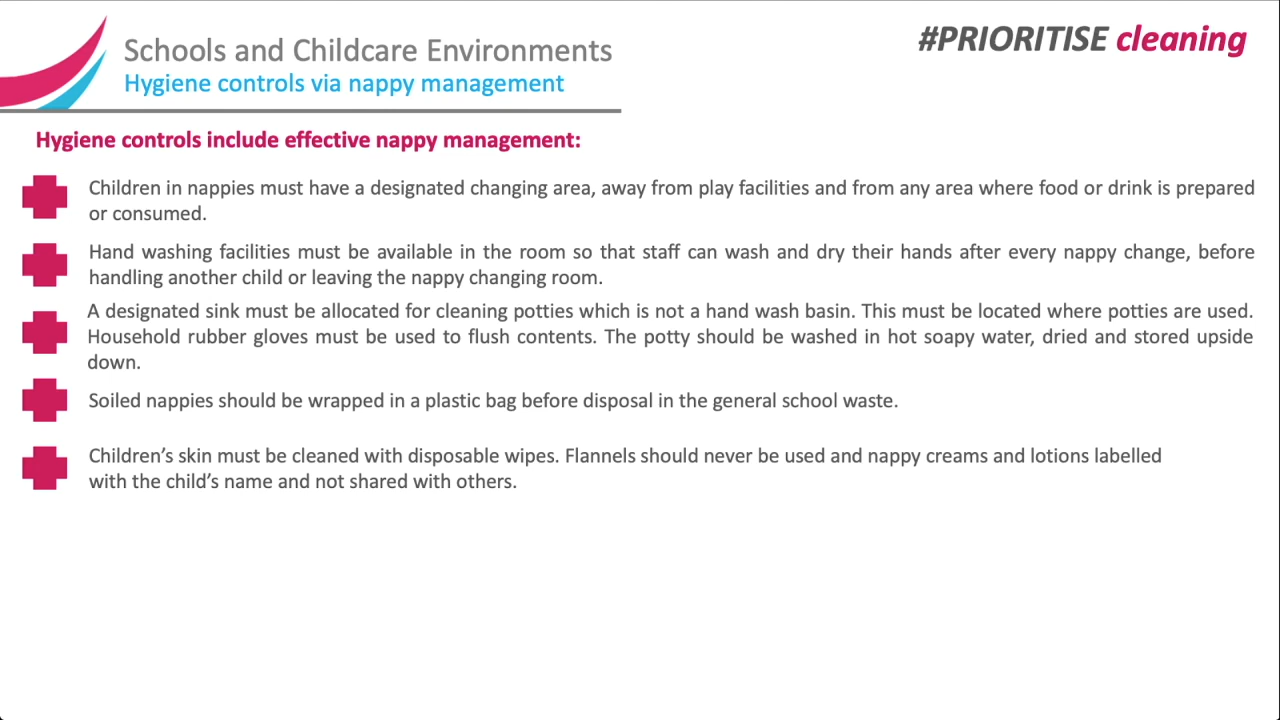 #PRIORITISE cleaning
Schools and Childcare Environments
Hygiene controls via nappy management
Hygiene controls include effective nappy management:
Children in nappies must have a designated changing area, away from play facilities and from any area where food or drink is prepared
or consumed.
Hand washing facilities must be available in the room so that staff can wash and dry their hands after every nappy change, before
handling another child or leaving the nappy changing room.
A designated sink must be allocated for cleaning potties which is not a hand wash basin. This must be located where potties are used.
Household rubber gloves must be used to flush contents. The potty should be washed in hot soapy water, dried and stored upside
down.
Soiled nappies should be wrapped in a plastic bag before disposal in the general school waste.
Children’s skin must be cleaned with disposable wipes. Flannels should never be used and nappy creams and lotions labelled
with the child’s name and not shared with others.